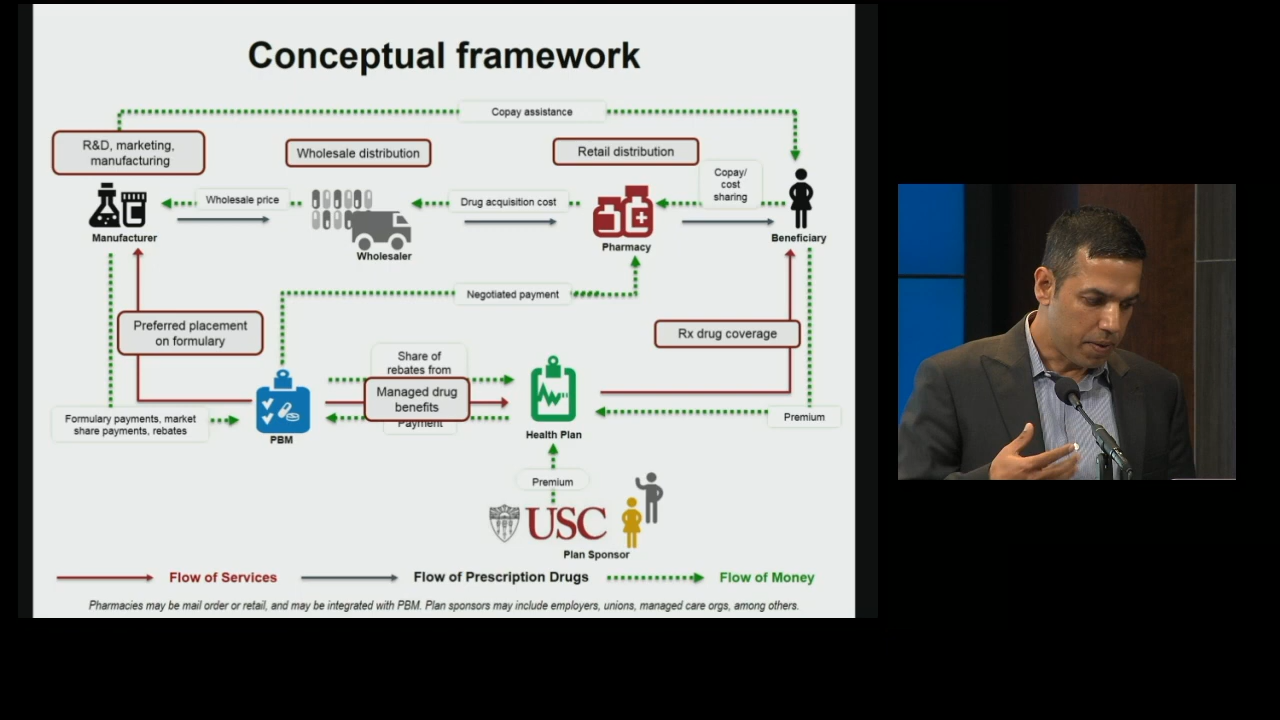 Conceptual framework
Copay assistance
R&D, marketing,
manufacturing
Wholesale distribution
Retail distribution
Copay/
cost
sharing
Wholesale price
Drug acquisition cost
Manufacturer
Wholesaler
Pharmacy
Beneficiary
Negotiated payment
Preferred placement
on formulary
Rx drug coverage
Share of
rebates from
Managed drug
benefits
Payment
Formulary payments, market
share payments, rebates
PBM
Health Plan
Premium
Premium
USC
Plan Sponsor
Flow of Services
Flow of Prescription Drugs
Flow of Money
Pharmacies may be mail order or retail, and may be integrated with PBM. Plan sponsors may include employers, unions, managed care orgs, among others.